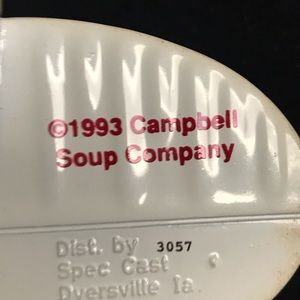 ©1993 Campbell
Soup Company
Dist. by 3057
Spec Cast
Dyersville Ia.